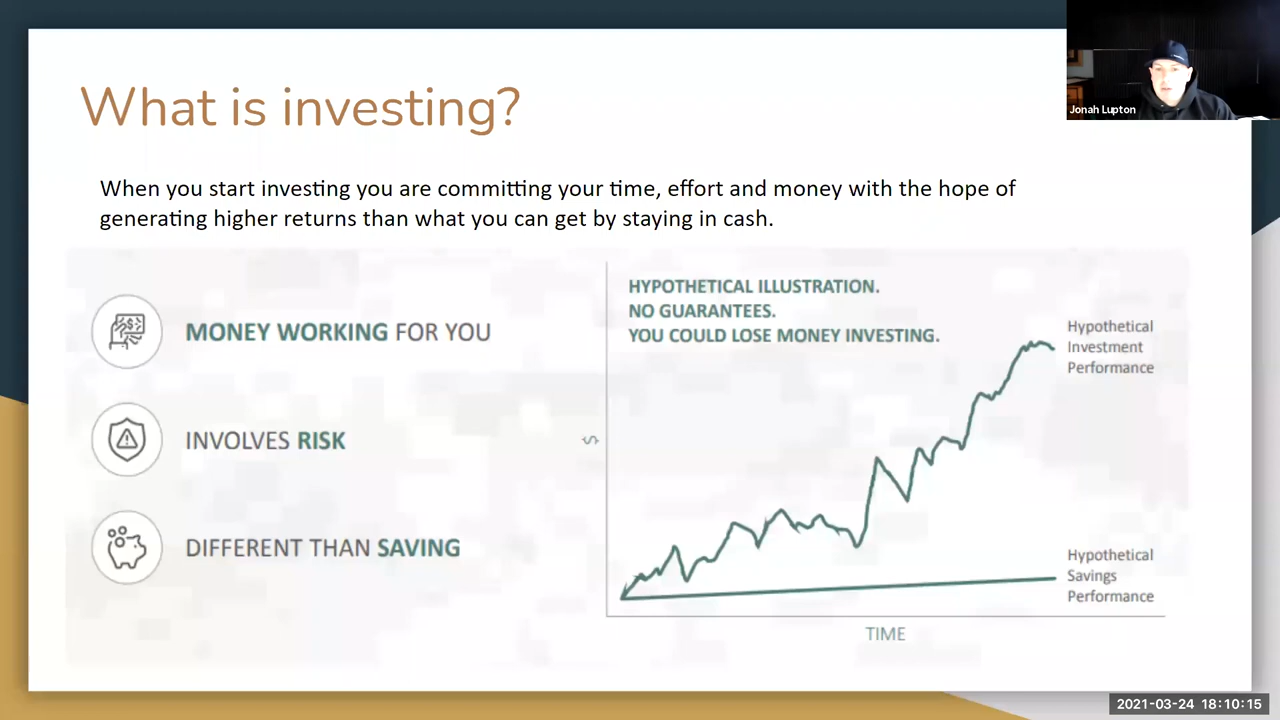 What is investing?
Jonah Lupton
When you start investing you are committing your time, effort and money with the hope of
generating higher returns than what you can get by staying in cash.
MONEY WORKING FOR YOU
INVOLVES RISK
DIFFERENT THAN SAVING
HYPOTHETICAL ILLUSTRATION.
NO GUARANTEES.
YOU COULD LOSE MONEY INVESTING.
$
Hypothetical
Investment
Performance
Hypothetical
Savings
Performance
TIME
2021-03-24 18:10:15